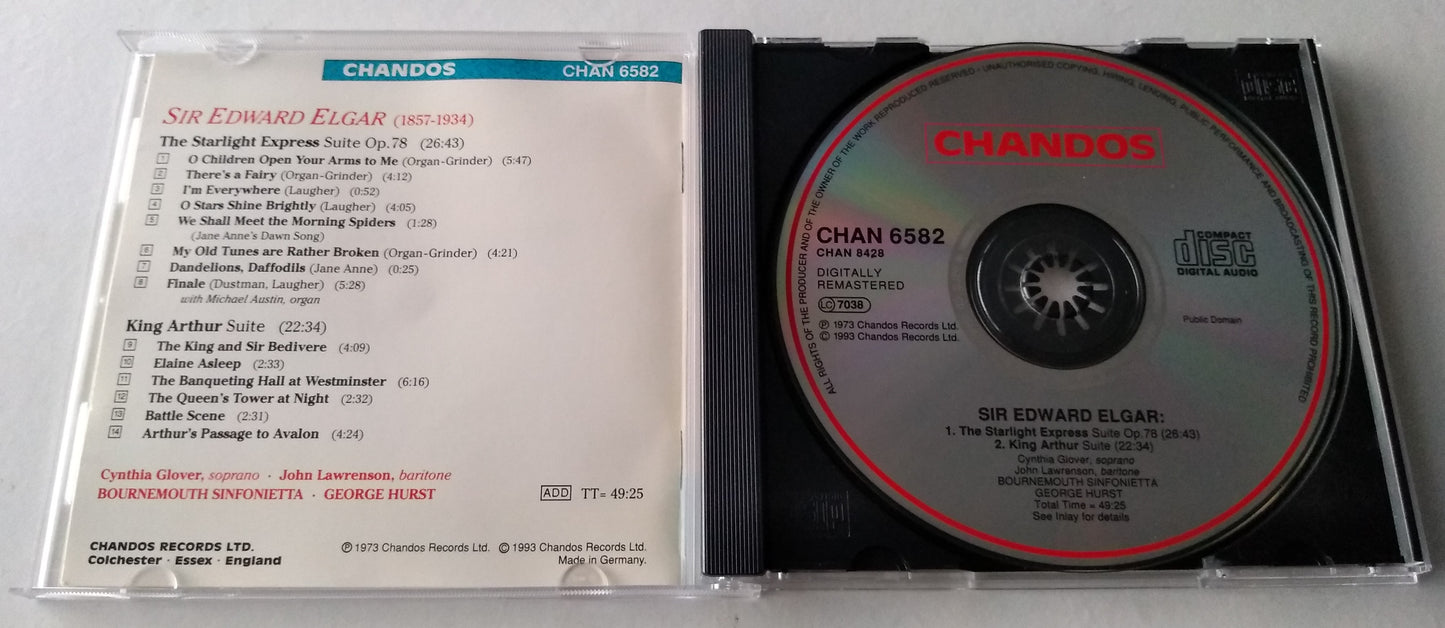 CHANDOS CHAN 6582
SIR EDWARD ELGAR (1857-1934)
The Starlight Express Suite Op.78 (26:43)
1 O Children Open Your Arms to Me (Organ-Grinder) (5:47)
2 There's a Fairy (Organ-Grinder) (4:12)
3 I'm Everywhere (Laugher) (0:52)
4 O Stars Shine Brightly (Laugher) (4:05)
5 We Shall Meet the Morning Spiders (1:28)
(Jane Anne's Dawn Song)
6 My Old Tunes are Rather Broken (Organ-Grinder) (4:21)
7 Dandelions, Daffodils (Jane Anne) (0:25)
8 Finale (Dustman, Laugher) (5:28)
with Michael Austin, organ
King Arthur Suite (22:34)
9 The King and Sir Bedivere (4:09)
10 Elaine Asleep (2:33)
11 The Banqueting Hall at Westminster (6:16)
12 The Queen's Tower at Night (2:32)
13 Battle Scene (2:31)
14 Arthur's Passage to Avalon (4:24)
Cynthia Glover, soprano · John Lawrenson, baritone
BOURNEMOUTH SINFONIETTA · GEORGE HURST
ADD TT= 49:25
CHANDOS RECORDS LTD.
Colchester · Essex · England
℗ 1973 Chandos Records Ltd. © 1993 Chandos Records Ltd.
Made in Germany.
ALL RIGHTS OF THE PRODUCER AND OF THE OWNER OF THE WORK REPRODUCED RESERVED · UNAUTHORISED COPYING, HIRING, LENDING, PUBLIC PERFORMANCE AND BROADCASTING OF THIS RECORD PROHIBITED
CHANDOS
CHAN 6582
CHAN 8428
DIGITALLY
REMASTERED
LC 7038
℗ 1973 Chandos Records Ltd.
© 1993 Chandos Records Ltd.
COMPACT
disc
DIGITAL AUDIO
Public Domain
SIR EDWARD ELGAR:
1. The Starlight Express Suite Op.78 (26:43)
2. King Arthur Suite (22:34)
Cynthia Glover, soprano
John Lawrenson, baritone
BOURNEMOUTH SINFONIETTA
GEORGE HURST
Total Time = 49:25
See Inlay for details
disc